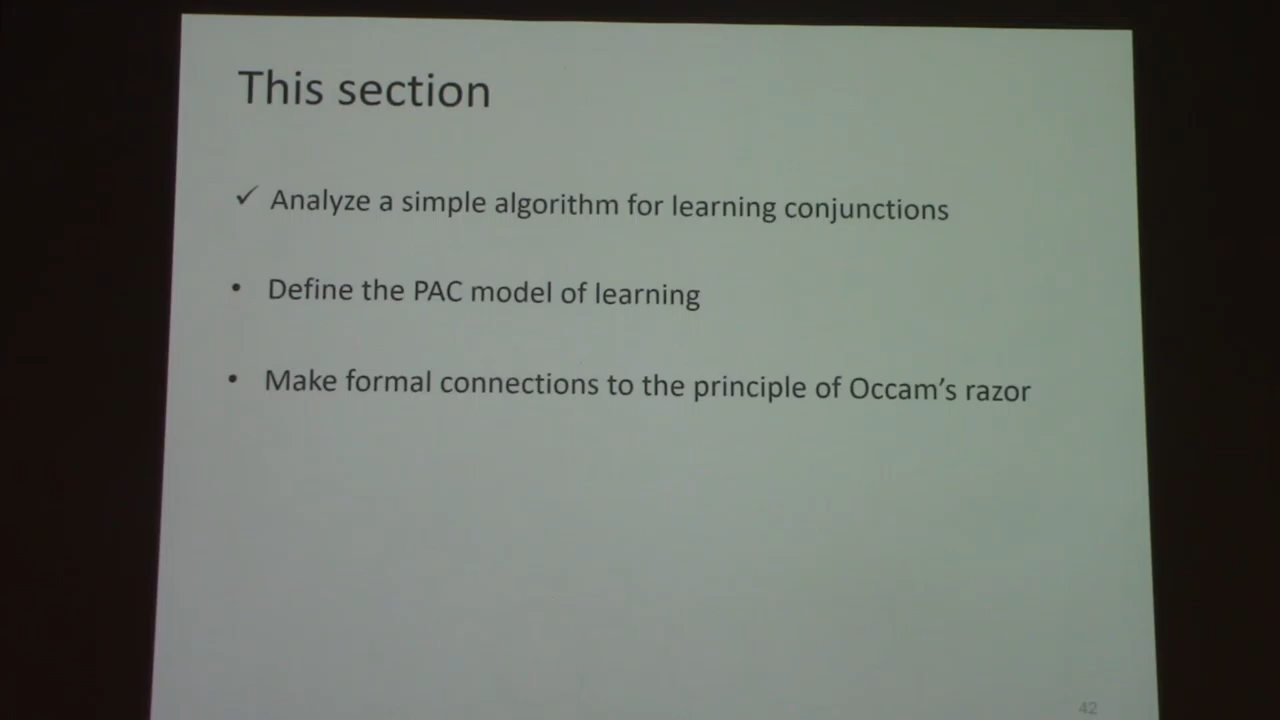 This section
✓ Analyze a simple algorithm for learning conjunctions
• Define the PAC model of learning
• Make formal connections to the principle of Occam's razor
42